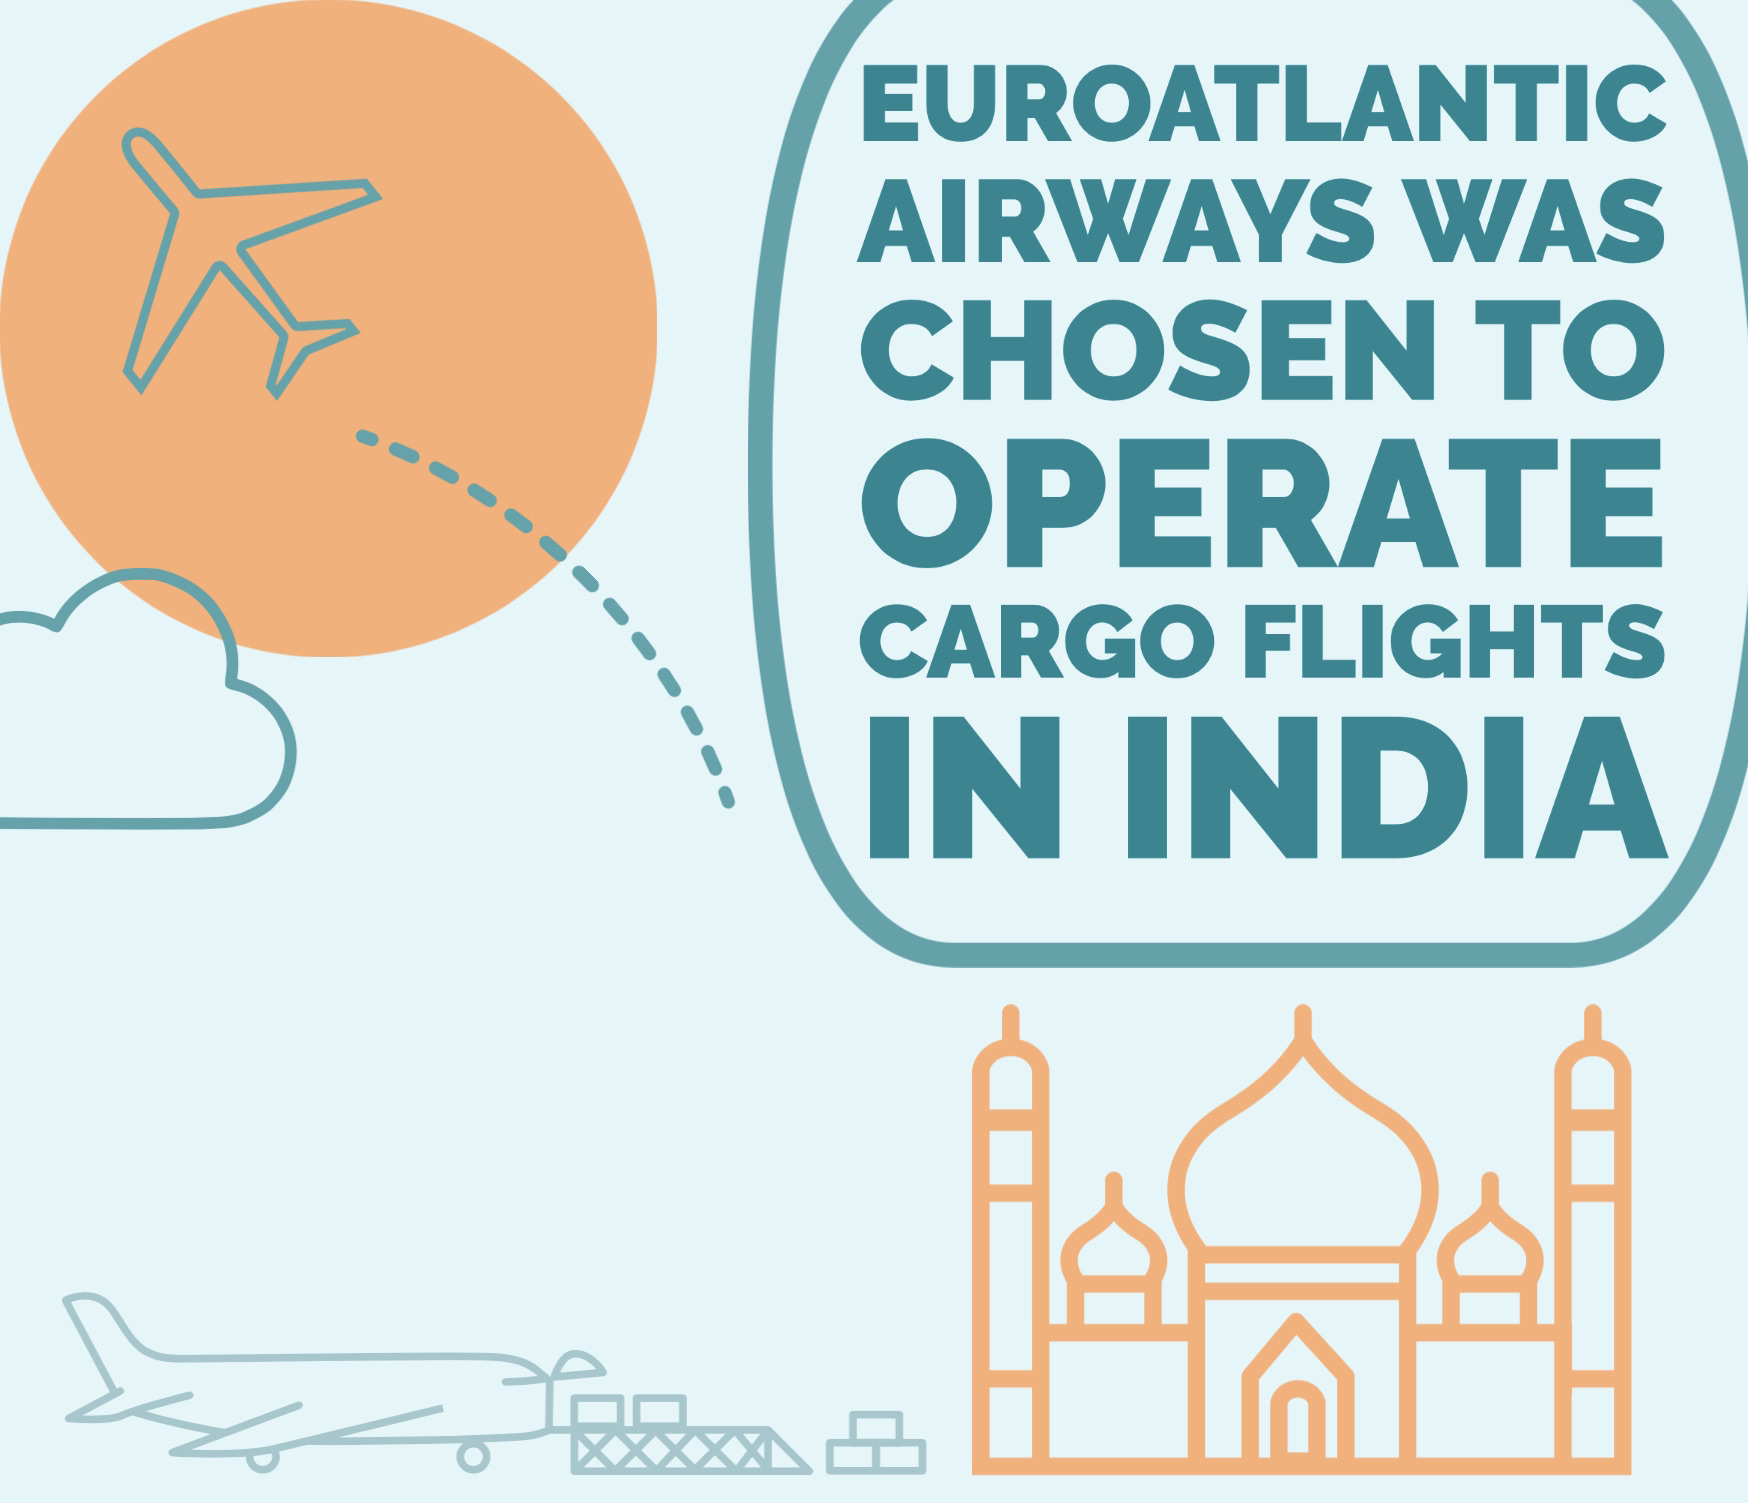 EUROATLANTIC
AIRWAYS WAS
CHOSEN TO
OPERATE
CARGO FLIGHTS
IN INDIA